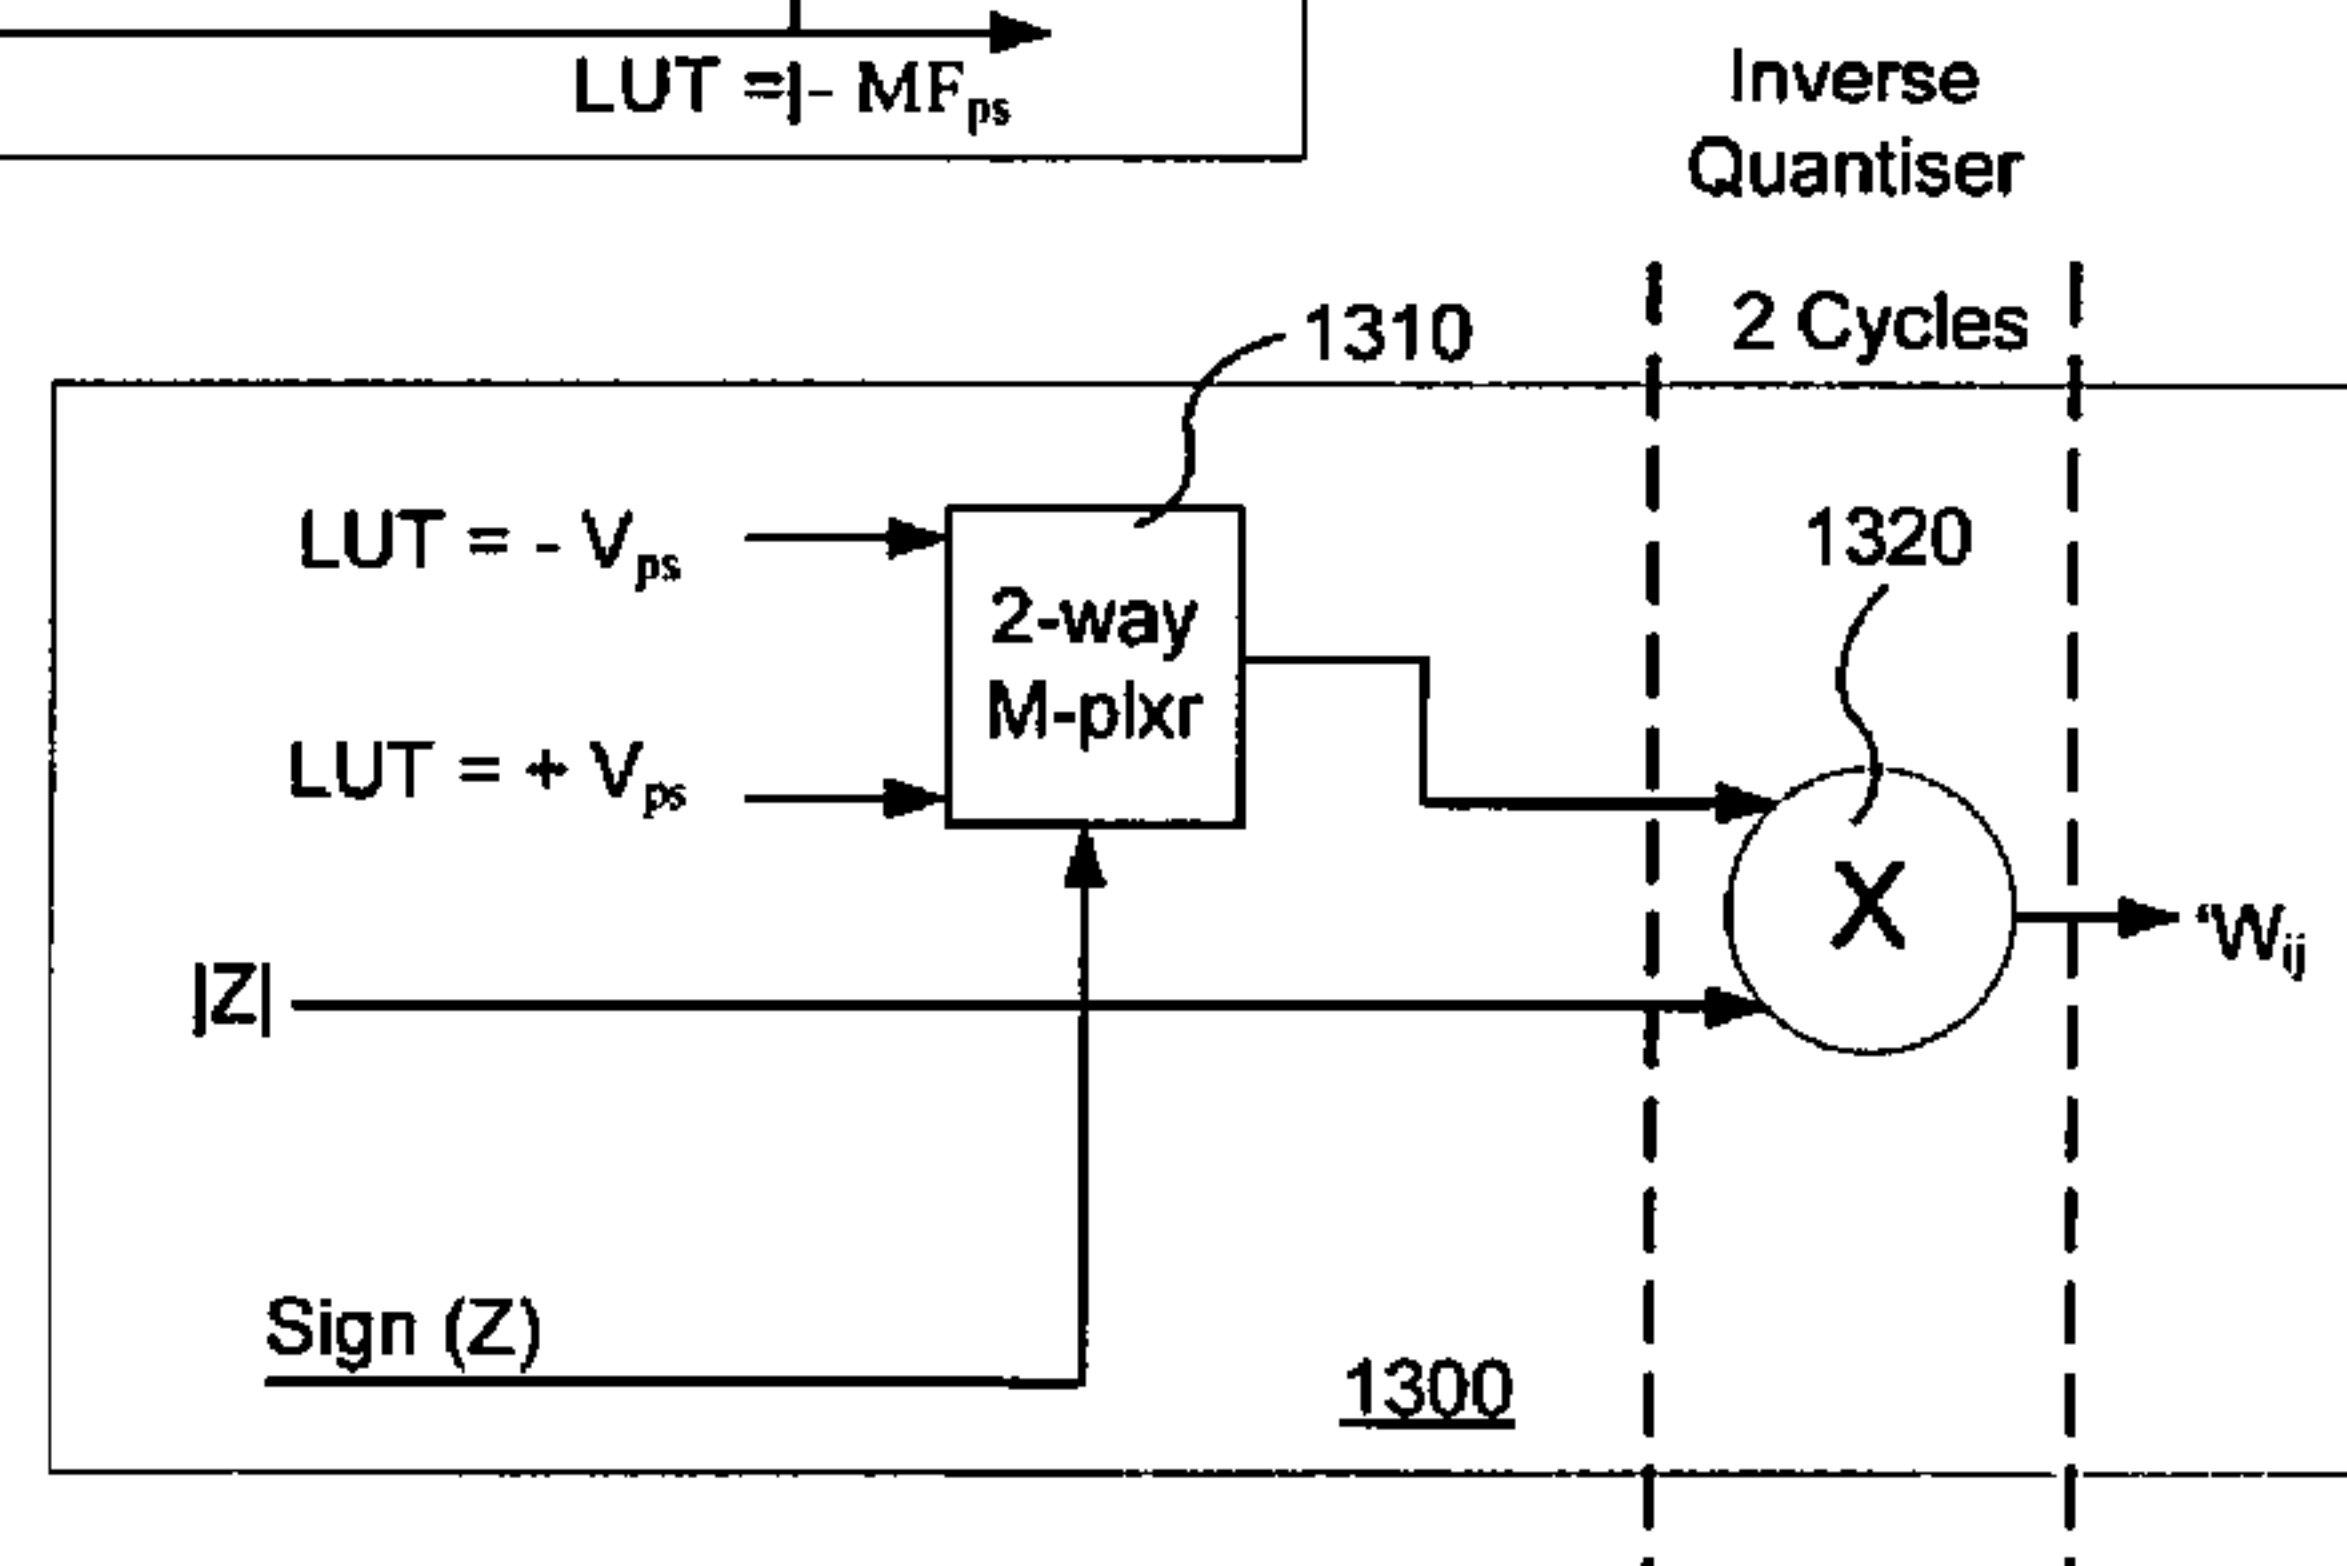 LUT = - MFps
Inverse
Quantiser
2 Cycles
1310
1320
LUT = - Vps
2-way
M-plxr
LUT = + Vps
X
'Wij
|Z|
Sign (Z)
1300